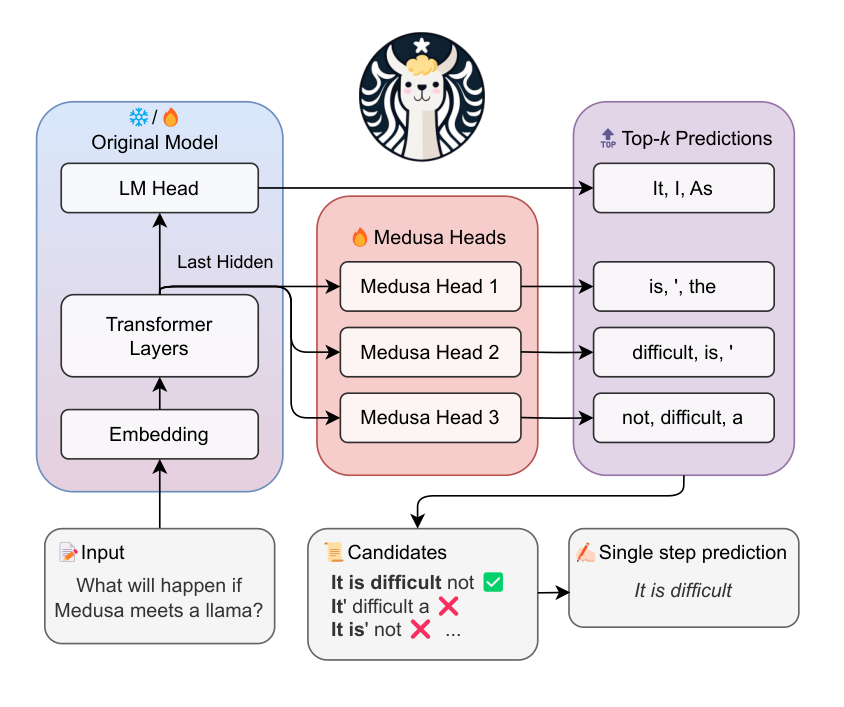 /
Original Model
LM Head
Last Hidden
Transformer
Layers
Embedding
Medusa Heads
Medusa Head 1
Medusa Head 2
Medusa Head 3
TOP
Top-k Predictions
It, I, As
is, ', the
difficult, is, '
not, difficult, a
Input
What will happen if
Medusa meets a llama?
Candidates
It is difficult not
It' difficult a
It is' not ...
Single step prediction
It is difficult